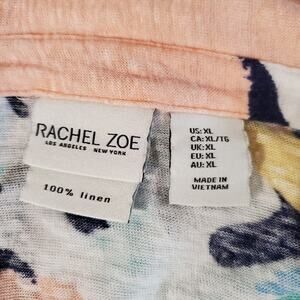 RACHEL ZOE
LOS ANGELES NEW YORK
100% linen
US: XL
CA: XL/TG
UK: XL
EU: XL
AU: XL
MADE IN
VIETNAM